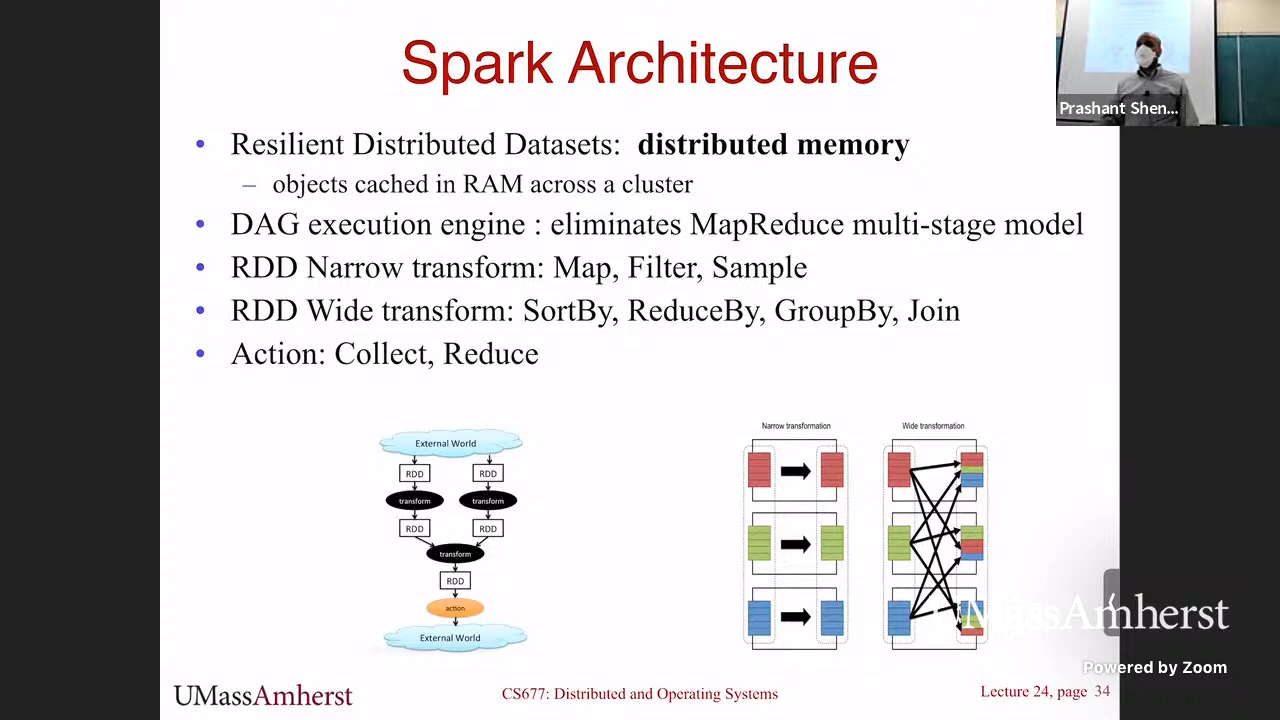 Spark Architecture
Prashant Shen...
• Resilient Distributed Datasets: distributed memory
– objects cached in RAM across a cluster
• DAG execution engine : eliminates MapReduce multi-stage model
• RDD Narrow transform: Map, Filter, Sample
• RDD Wide transform: SortBy, ReduceBy, GroupBy, Join
• Action: Collect, Reduce
External World
RDD RDD
transform transform
RDD RDD
transform
RDD
action
External World
Narrow transformation Wide transformation
UMassAmherst
Powered by Zoom
UMassAmherst
CS677: Distributed and Operating Systems
Lecture 24, page 34